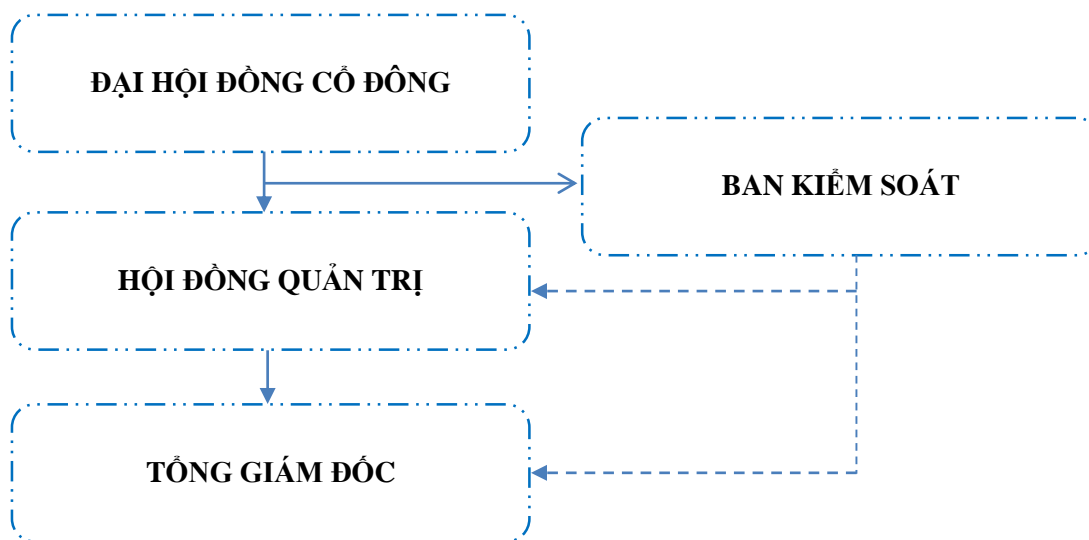 ĐẠI HỘI ĐỒNG CỔ ĐÔNG
BAN KIỂM SOÁT
HỘI ĐỒNG QUẢN TRỊ
TỔNG GIÁM ĐỐC